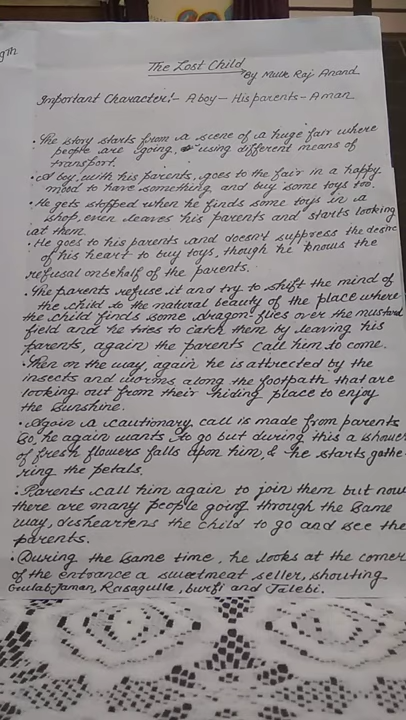 9th
The Lost Child
By Mulk Raj Anand
Important Character:- A boy - His parents - A man
• The story starts from a scene of a huge fair where
people are going, using different means of
transport.
• A boy with his parents, goes to the fair in a happy
mood to have something and buy some toys too.
• He gets stopped when he finds some toys in a
shop, even leaves his parents and starts looking
at them.
• He goes to his parents and doesn't suppress the desire
of his heart to buy toys, though he knows the
refusal onbehalf of the parents.
• The parents refuse it and try to shift the mind of
the child to the natural beauty of the place where
the child finds some dragon flies over the mustard
field and he tries to catch them by leaving his
parents, again the parents call him to come.
• Then on the way, again he is attrected by the
insects and worms along the footpath that are
looking out from their hiding place to enjoy
the Sunshine.
• Again a cautionary call is made from parents
So, he again wants to go but during this a shower
of fresh flowers falls upon him, & he starts gathe-
ring the petals.
• Parents call him again to join them but now
there are many people going through the Same
way, disheartens the child to go and see the
parents.
• During the Same time, he looks at the corner
of the entrance a sweetmeat seller, shouting
Gulab-Jaman, Rasagulle, burfi and Jalebi.